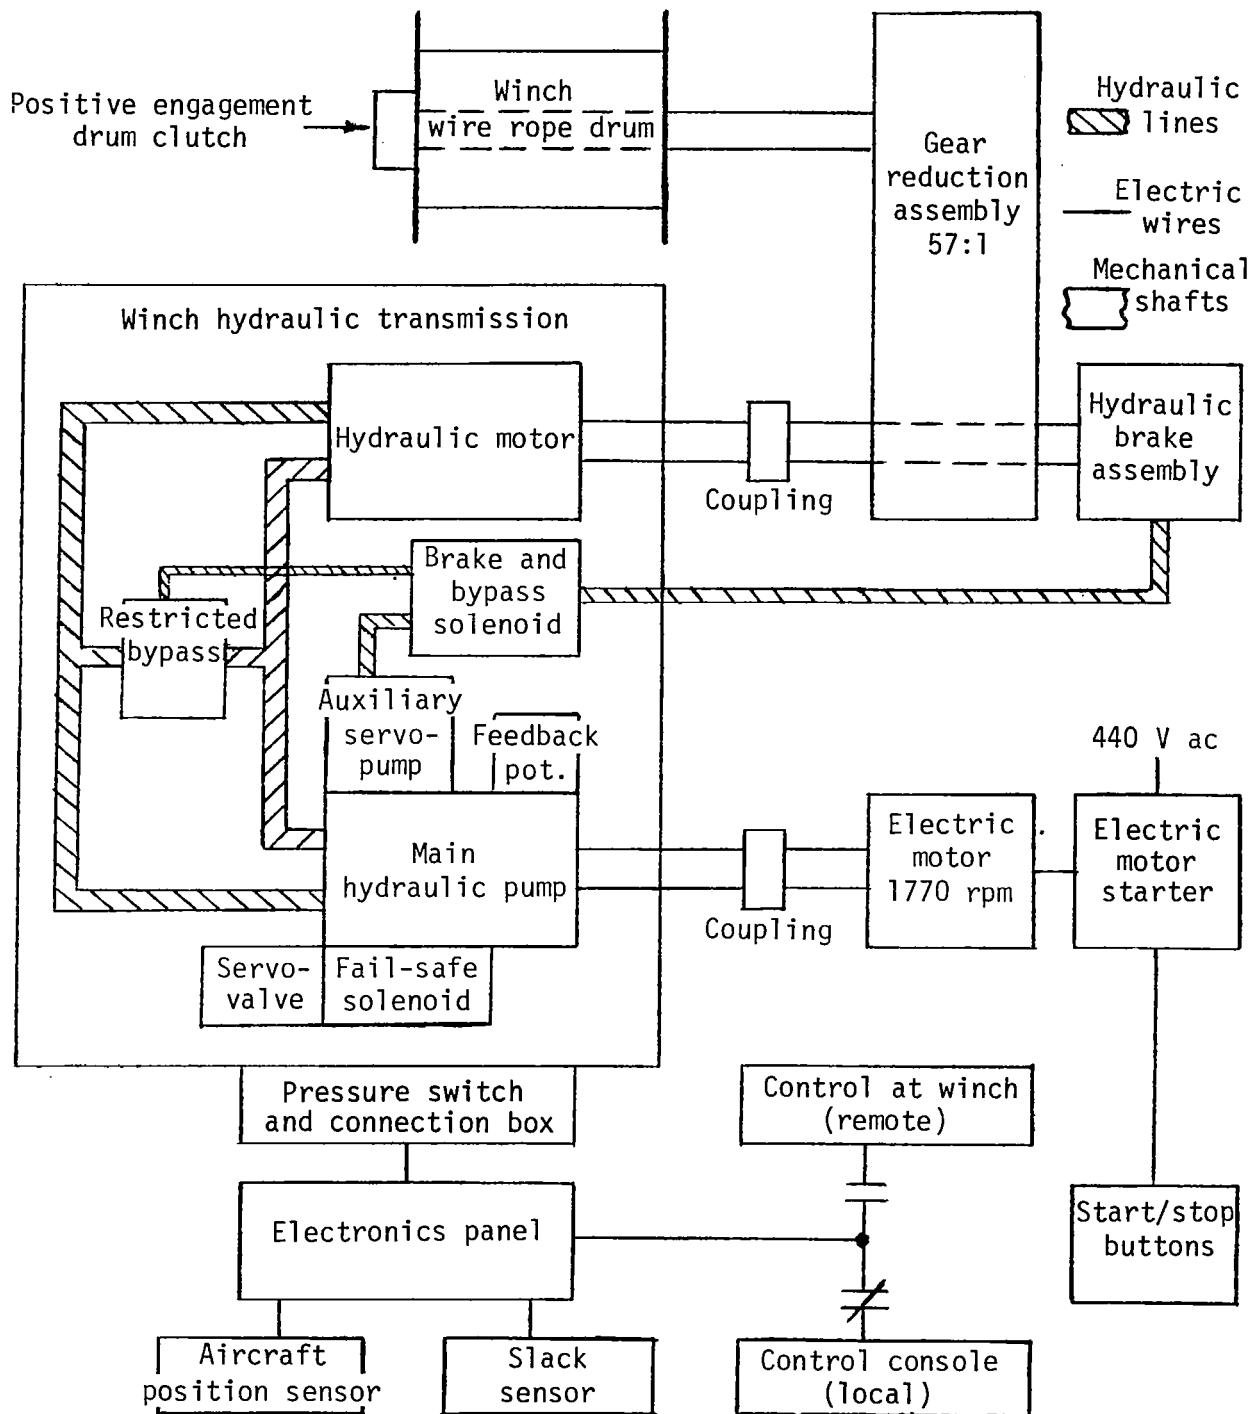 Positive engagement
drum clutch
Winch
wire rope drum
Gear
reduction
assembly
57:1
Hydraulic
lines
Electric
wires
Mechanical
shafts
Winch hydraulic transmission
Hydraulic motor
Coupling
Hydraulic
brake
assembly
Brake and
bypass
solenoid
Restricted
bypass
Auxiliary
servo-
pump
Feedback
pot.
Main
hydraulic pump
Coupling
Electric
motor
1770 rpm
440 V ac
Electric
motor
starter
Servo-
valve
Fail-safe
solenoid
Pressure switch
and connection box
Control at winch
(remote)
Electronics panel
Start/stop
buttons
Aircraft
position sensor
Slack
sensor
Control console
(local)